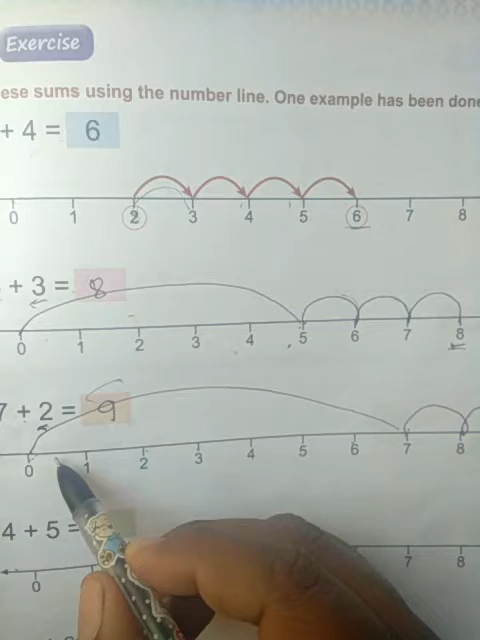 Exercise
ese sums using the number line. One example has been done
+ 4 = 6
0 1 2 3 4 5 6 7 8
+ 3 = 8
0 1 2 3 4 5 6 7 8
7 + 2 = 9
0 1 2 3 4 5 6 7 8
4 + 5 =
0 7 8